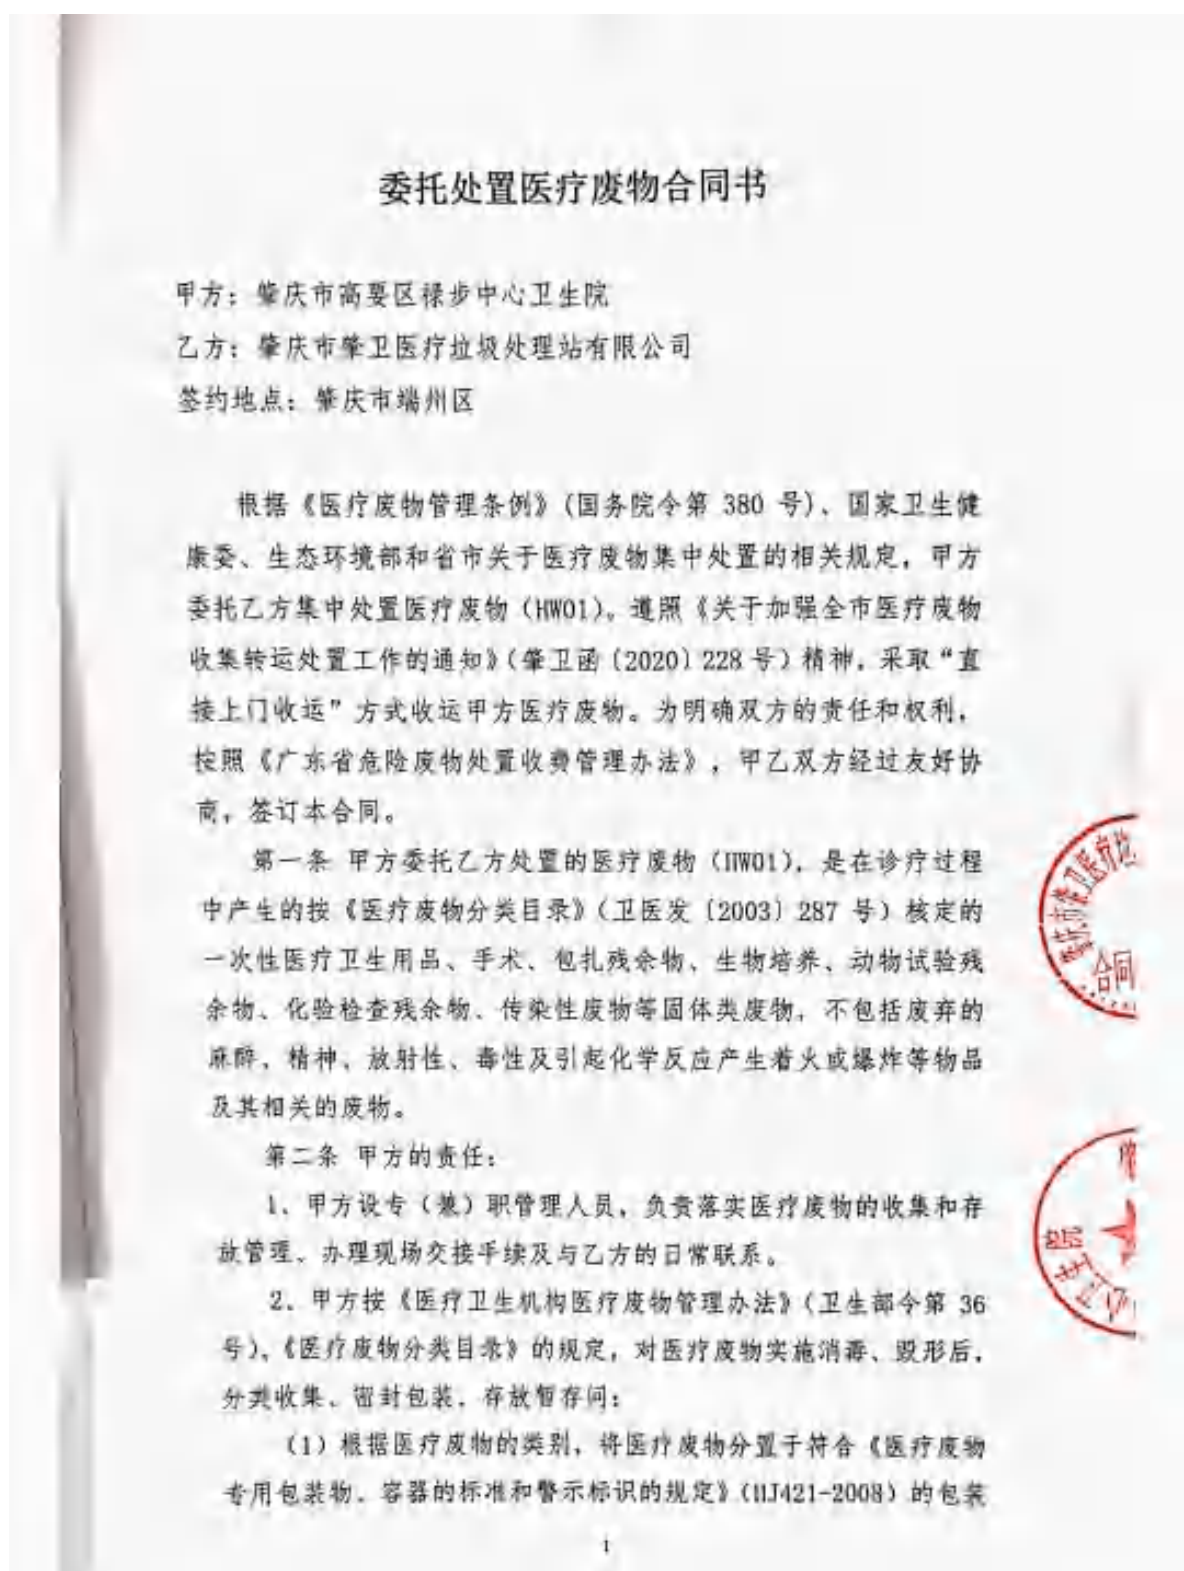 委托处置医疗废物合同书
甲方：肇庆市高要区禄步中心卫生院
乙方：肇庆市肇卫医疗垃圾处理站有限公司
签约地点：肇庆市端州区
根据《医疗废物管理条例》(国务院令第 380 号)、国家卫生健
康委、生态环境部和省市关于医疗废物集中处置的相关规定，甲方
委托乙方集中处置医疗废物（HW01）。遵照《关于加强全市医疗废物
收集转运处置工作的通知》（肇卫函〔2020〕228 号）精神，采取“直
接上门收运”方式收运甲方医疗废物。为明确双方的责任和权利，
按照《广东省危险废物处置收费管理办法》，甲乙双方经过友好协
商，签订本合同。
第一条 甲方委托乙方处置的医疗废物（HW01），是在诊疗过程
中产生的按《医疗废物分类目录》（卫医发〔2003〕287 号）核定的
一次性医疗卫生用品、手术、包扎残余物、生物培养、动物试验残
余物、化验检查残余物、传染性废物等固体类废物，不包括废弃的
麻醉、精神、放射性、毒性及引起化学反应产生着火或爆炸等物品
及其相关的废物。
第二条 甲方的责任：
1、甲方设专（兼）职管理人员，负责落实医疗废物的收集和存
放管理、办理现场交接手续及与乙方的日常联系。
2、甲方按《医疗卫生机构医疗废物管理办法》（卫生部令第 36
号）、《医疗废物分类目录》的规定，对医疗废物实施消毒、毁形后，
分类收集、密封包装，存放暂存间：
（1）根据医疗废物的类别，将医疗废物分置于符合《医疗废物
专用包装物、容器的标准和警示标识的规定》（HJ421-2008）的包装
1
肇庆市肇卫医疗垃
合同
卫生院